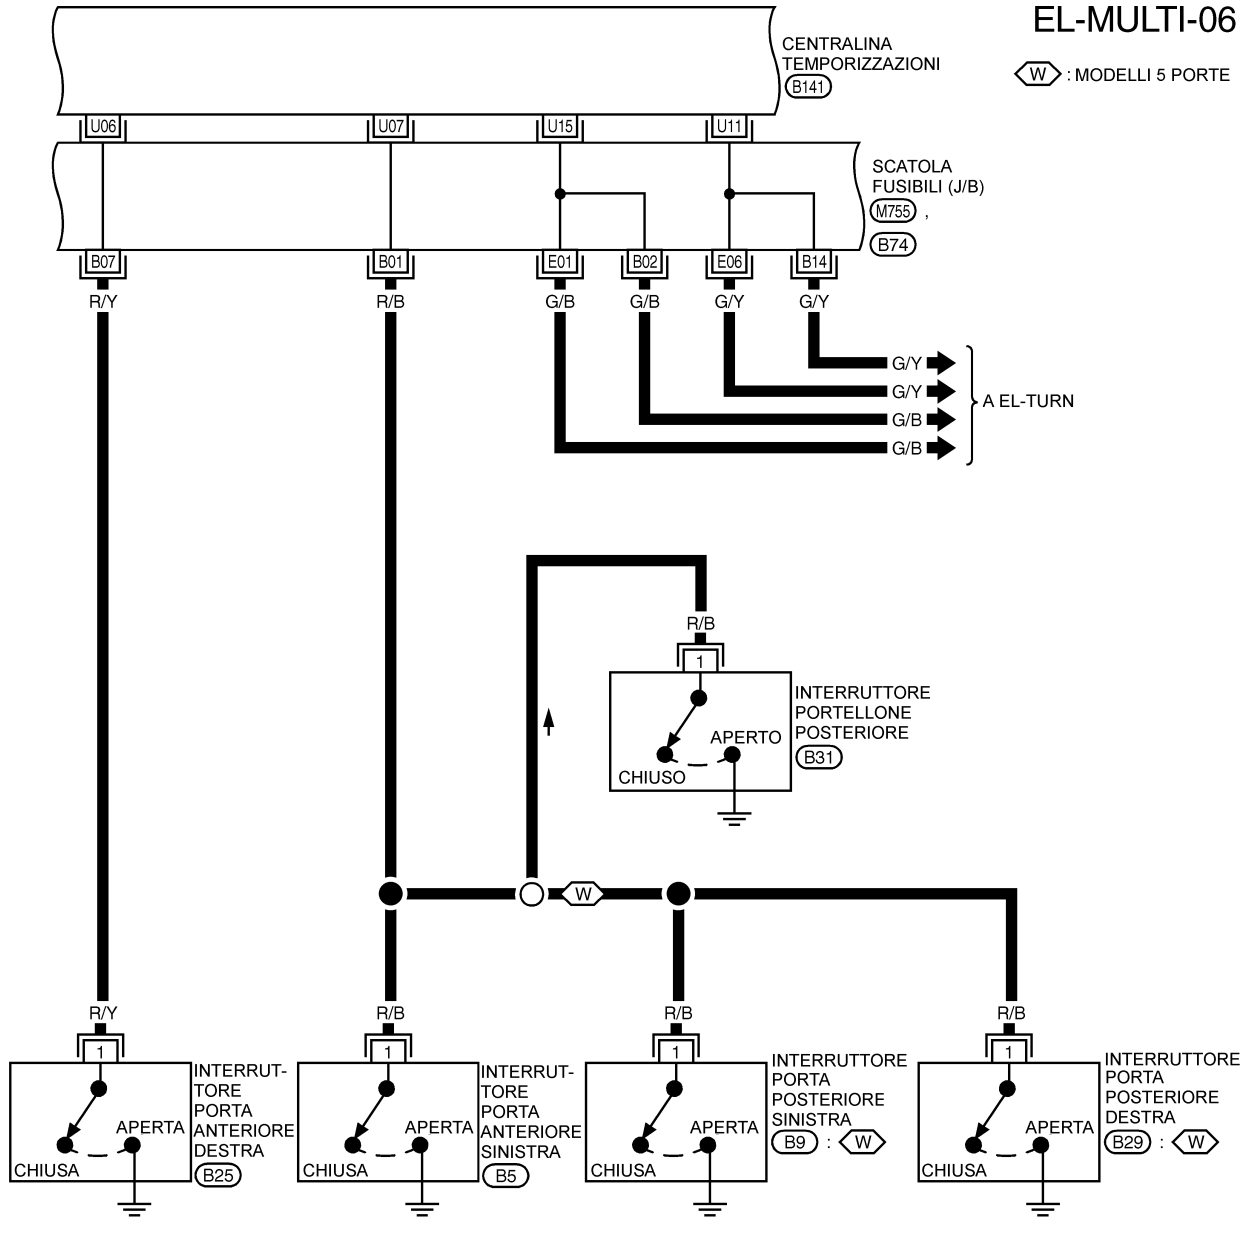 EL-MULTI-06
W : MODELLI 5 PORTE
CENTRALINA
TEMPORIZZAZIONI
B141
U06 U07 U15 U11
SCATOLA
FUSIBILI (J/B)
M755 ,
B74
B07 B01 E01 B02 E06 B14
R/Y R/B G/B G/B G/Y G/Y
G/Y
G/Y
G/B
G/B
A EL-TURN
R/B
1
INTERRUTTORE
PORTELLONE
POSTERIORE
B31
APERTO
CHIUSO
W
R/Y R/B R/B R/B
1
INTERRUT-
TORE
PORTA
ANTERIORE
DESTRA
B25
APERTA
CHIUSA
1
INTERRUT-
TORE
PORTA
ANTERIORE
SINISTRA
B5
APERTA
CHIUSA
1
INTERRUTTORE
PORTA
POSTERIORE
SINISTRA
B9 : W
APERTA
CHIUSA
1
INTERRUTTORE
PORTA
POSTERIORE
DESTRA
B29 : W
APERTA
CHIUSA